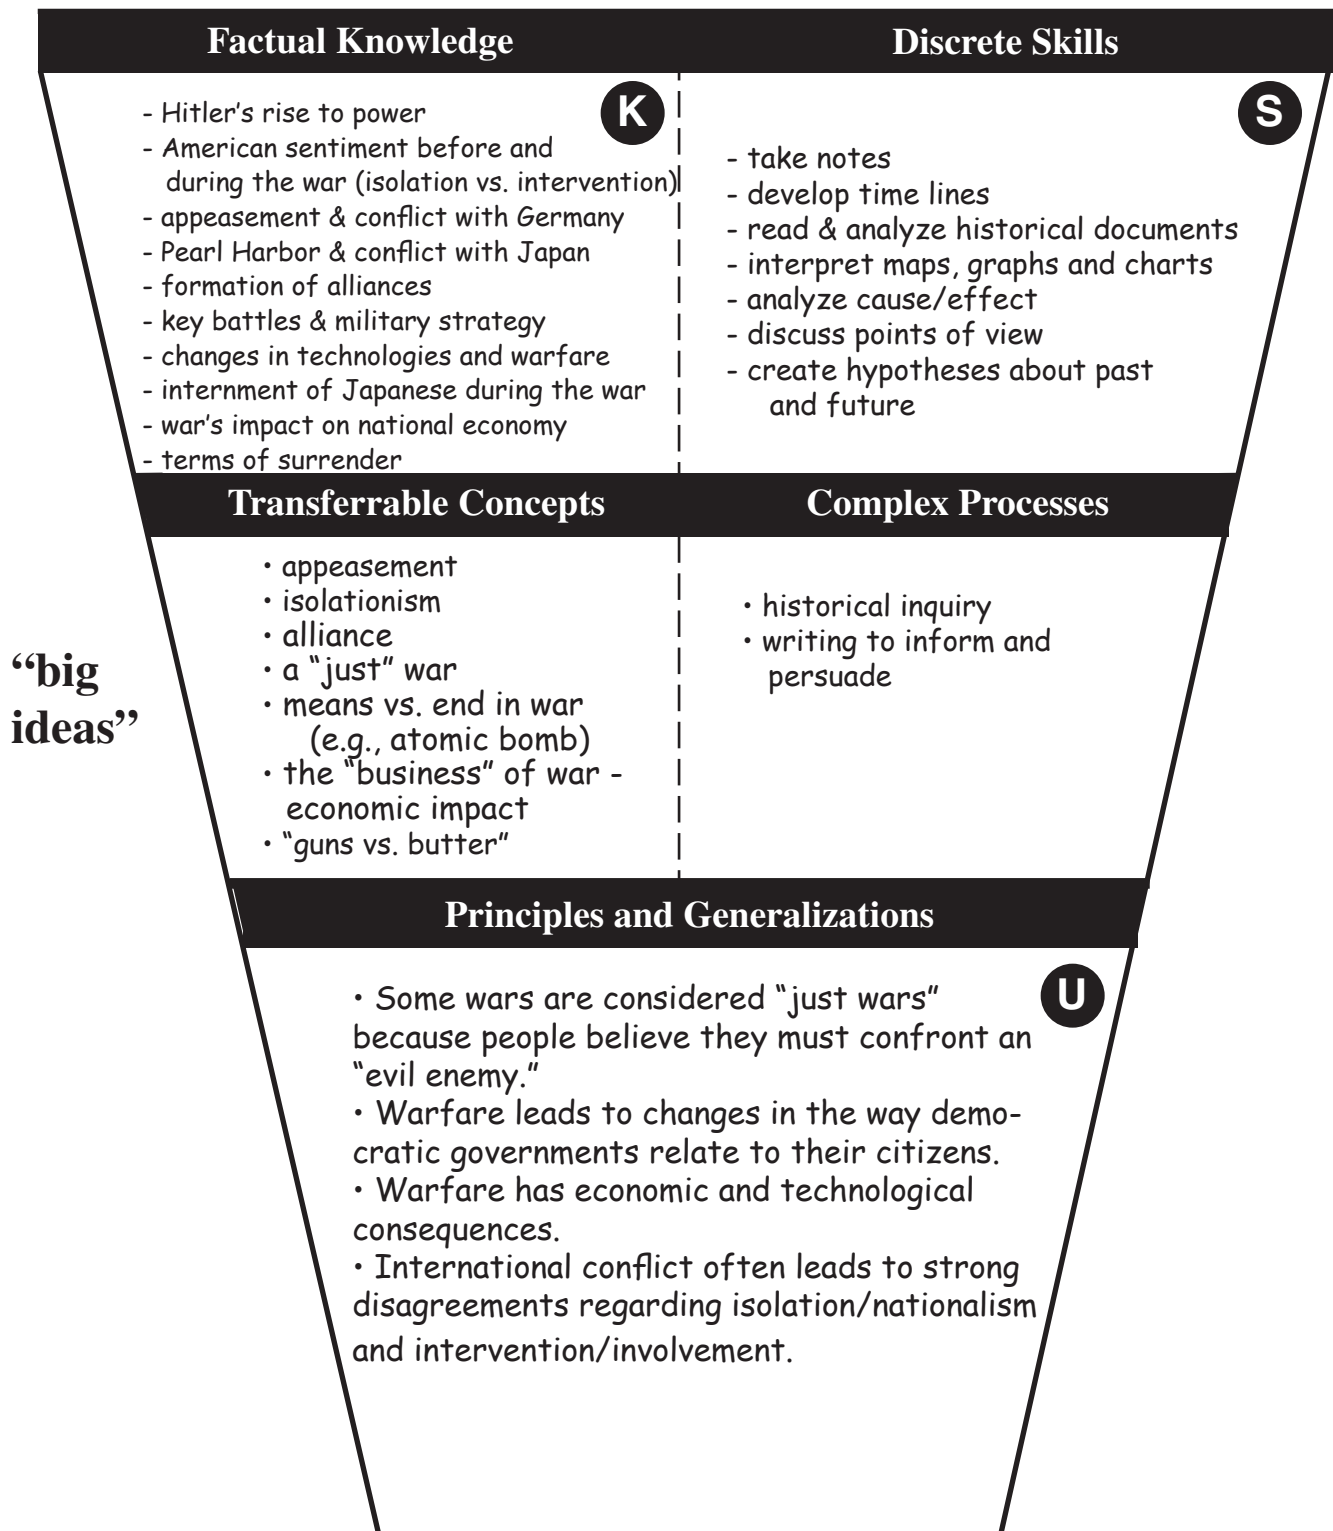 Factual Knowledge
Discrete Skills
K
- Hitler's rise to power
- American sentiment before and
during the war (isolation vs. intervention)
- appeasement & conflict with Germany
- Pearl Harbor & conflict with Japan
- formation of alliances
- key battles & military strategy
- changes in technologies and warfare
- internment of Japanese during the war
- war's impact on national economy
- terms of surrender
S
- take notes
- develop time lines
- read & analyze historical documents
- interpret maps, graphs and charts
- analyze cause/effect
- discuss points of view
- create hypotheses about past
and future
Transferrable Concepts
Complex Processes
“big
ideas”
• appeasement
• isolationism
• alliance
• a “just” war
• means vs. end in war
(e.g., atomic bomb)
• the “business” of war -
economic impact
• “guns vs. butter”
• historical inquiry
• writing to inform and
persuade
Principles and Generalizations
U
• Some wars are considered “just wars”
because people believe they must confront an
“evil enemy.”
• Warfare leads to changes in the way demo-
cratic governments relate to their citizens.
• Warfare has economic and technological
consequences.
• International conflict often leads to strong
disagreements regarding isolation/nationalism
and intervention/involvement.